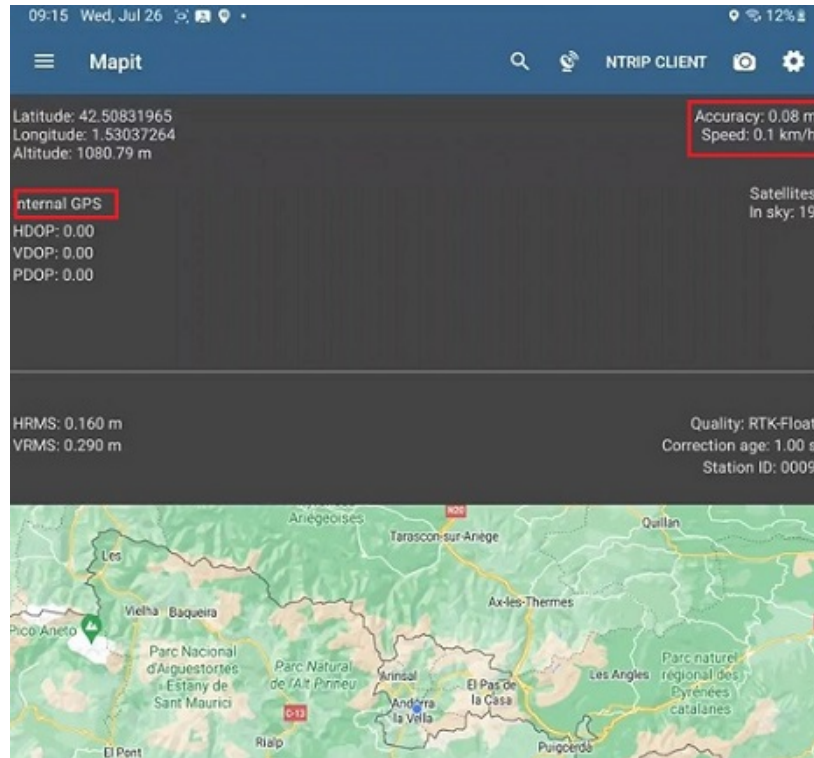 09:15 Wed, Jul 26 12%
Mapit NTRIP CLIENT
Latitude: 42.50831965
Longitude: 1.53037264
Altitude: 1080.79 m
Accuracy: 0.08 m
Speed: 0.1 km/h
nternal GPS
HDOP: 0.00
VDOP: 0.00
PDOP: 0.00
Satellites
In sky: 19
HRMS: 0.160 m
VRMS: 0.290 m
Quality: RTK-Float
Correction age: 1.00 s
Station ID: 0009
Ariégeoises
N20
Tarascon-sur-Ariège
Quillan
Les
Ax-les-Thermes
Vielha
Baqueira
Pico Aneto
Parc Nacional
d'Aigüestortes
i Estany de
Sant Maurici
Parc Natural
de l'Alt Pirineu
Arinsal
El Pas de
la Casa
Les Angles
Parc naturel
régional des
Pyrénées
catalanes
Andorra
la Vella
C-13
Rialp
Puigcerdà
El Pont